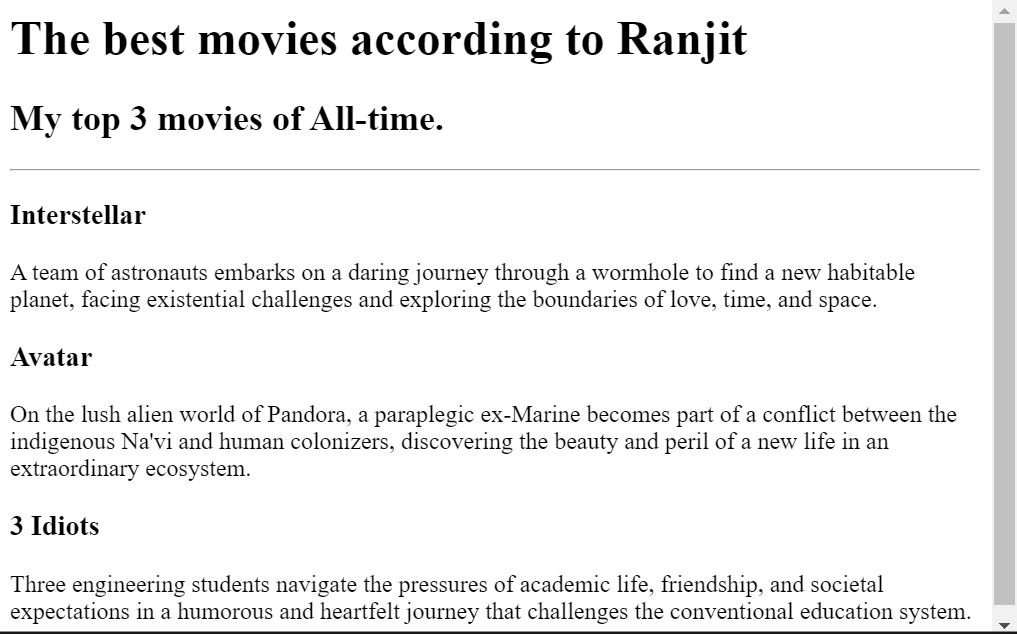 The best movies according to Ranjit
My top 3 movies of All-time.
Interstellar
A team of astronauts embarks on a daring journey through a wormhole to find a new habitable
planet, facing existential challenges and exploring the boundaries of love, time, and space.
Avatar
On the lush alien world of Pandora, a paraplegic ex-Marine becomes part of a conflict between the
indigenous Na'vi and human colonizers, discovering the beauty and peril of a new life in an
extraordinary ecosystem.
3 Idiots
Three engineering students navigate the pressures of academic life, friendship, and societal
expectations in a humorous and heartfelt journey that challenges the conventional education system.